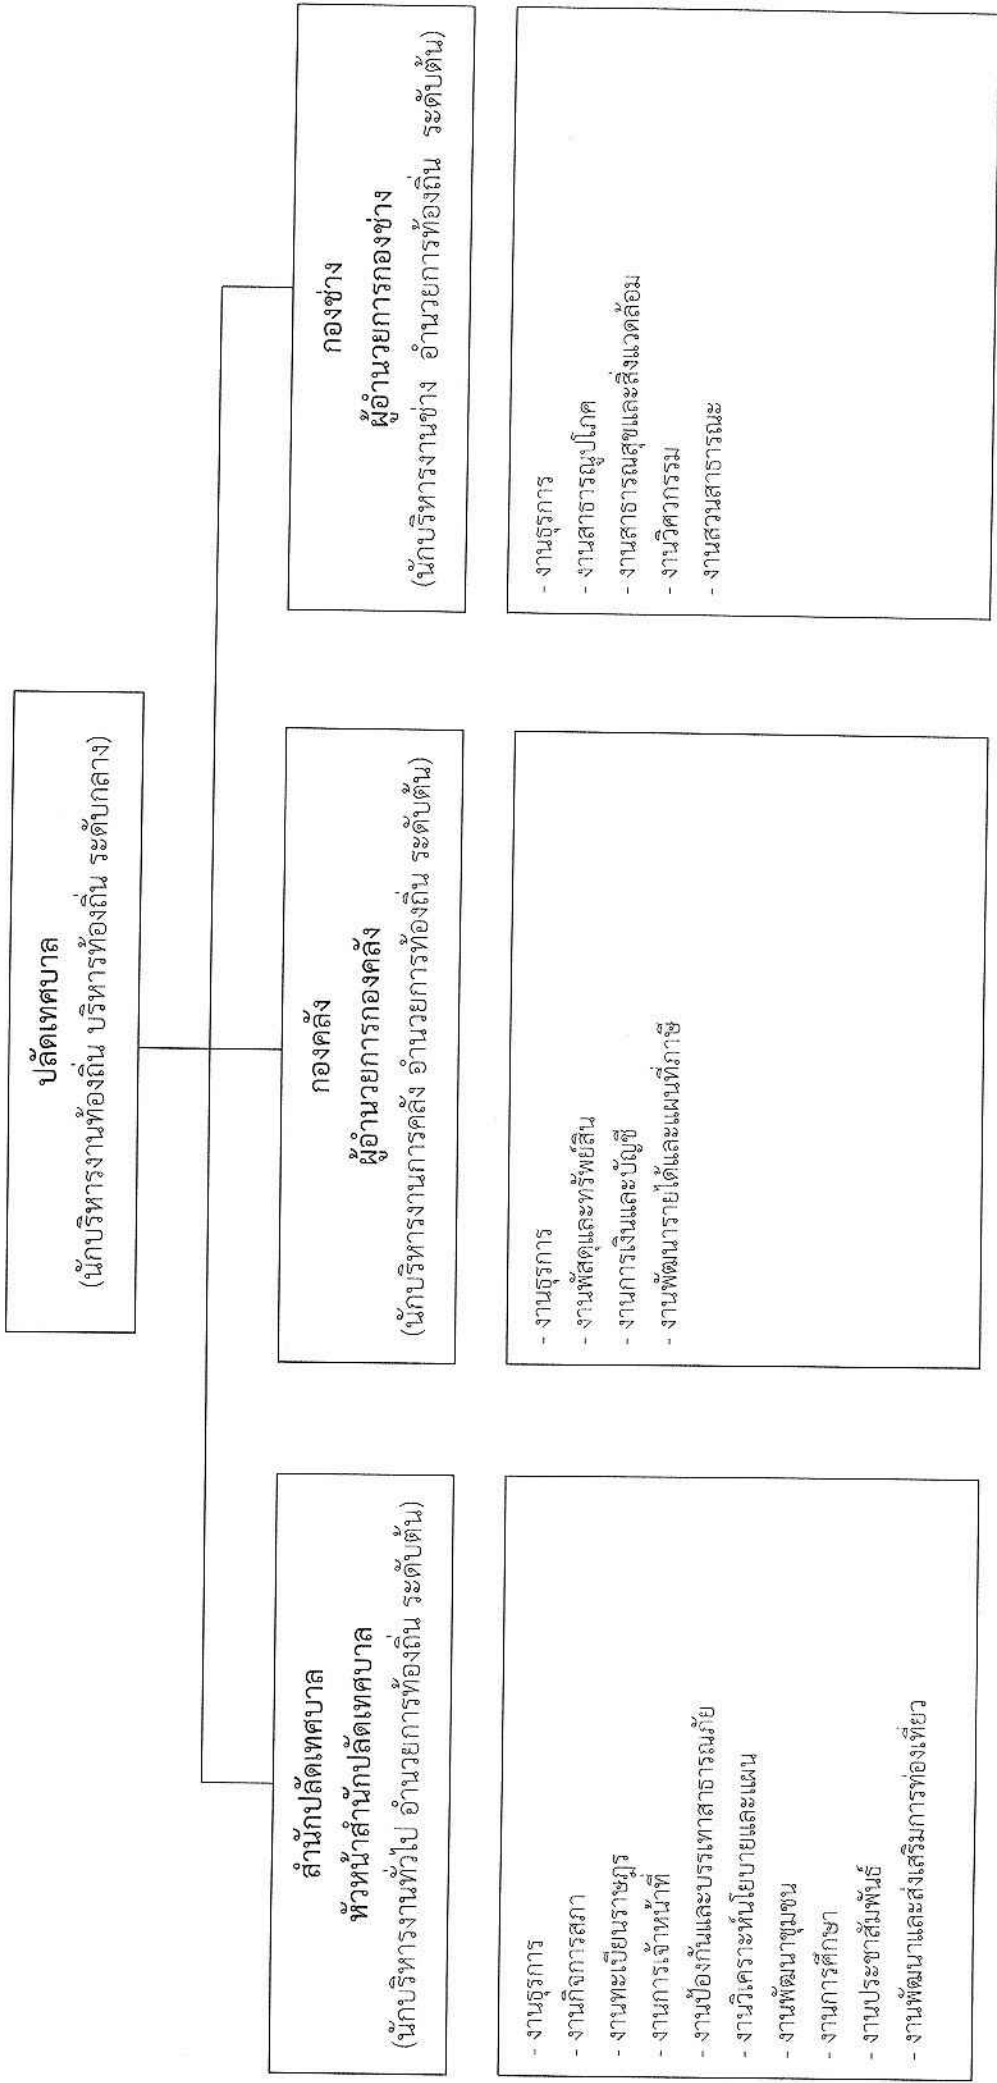 ปลัดเทศบาล
(นักบริหารงานท้องถิ่น บริหารท้องถิ่น ระดับกลาง)
สำนักปลัดเทศบาล
หัวหน้าสำนักปลัดเทศบาล
(นักบริหารงานทั่วไป อำนวยการท้องถิ่น ระดับต้น)
กองคลัง
ผู้อำนวยการกองคลัง
(นักบริหารงานการคลัง อำนวยการท้องถิ่น ระดับต้น)
กองช่าง
ผู้อำนวยการกองช่าง
(นักบริหารงานช่าง อำนวยการท้องถิ่น ระดับต้น)
- งานธุรการ
- งานกิจการสภา
- งานทะเบียนราษฎร
- งานการเจ้าหน้าที่
- งานป้องกันและบรรเทาสาธารณภัย
- งานวิเคราะห์นโยบายและแผน
- งานพัฒนาชุมชน
- งานการศึกษา
- งานประชาสัมพันธ์
- งานพัฒนาและส่งเสริมการท่องเที่ยว
- งานธุรการ
- งานพัสดุและทรัพย์สิน
- งานการเงินและบัญชี
- งานพัฒนารายได้และแผนที่ภาษี
- งานธุรการ
- งานสาธารณูปโภค
- งานสาธารณสุขและสิ่งแวดล้อม
- งานวิศวกรรม
- งานสวนสาธารณะ